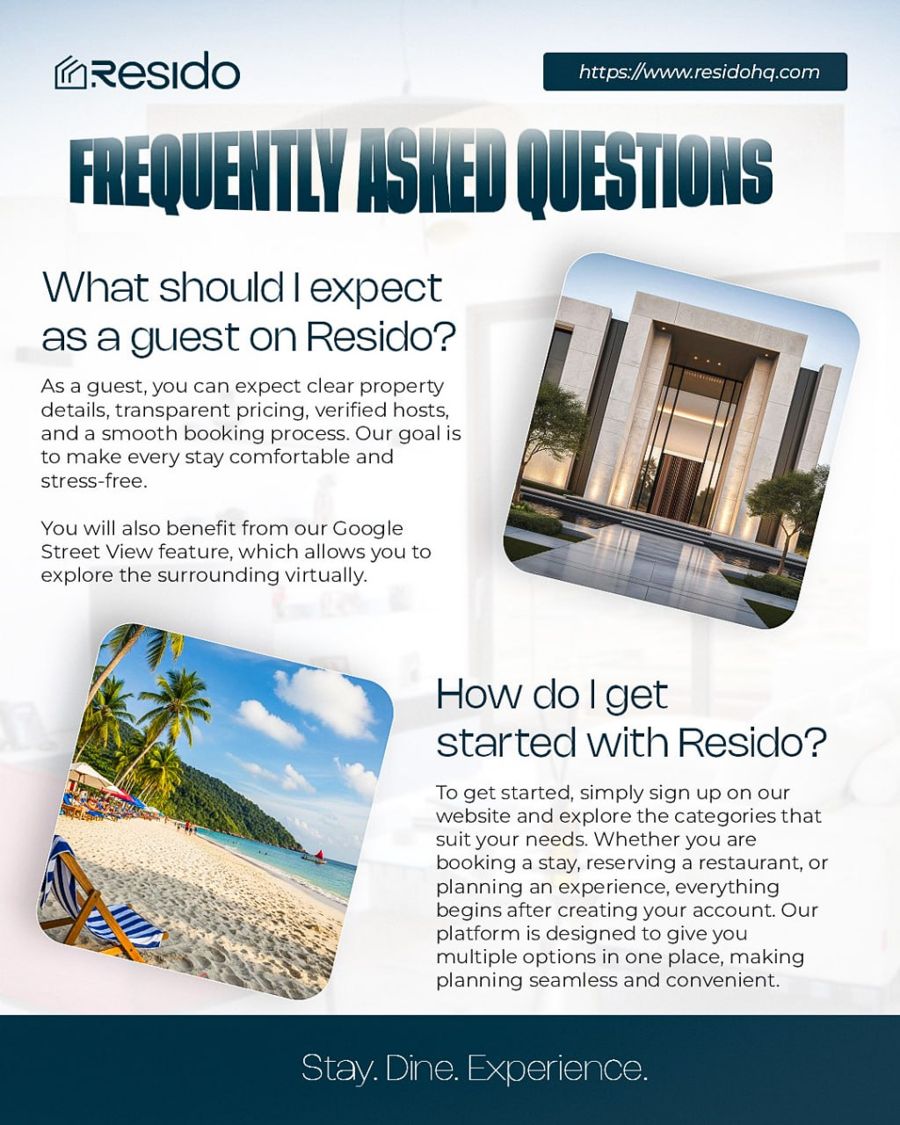 Resido
https://www.residohq.com
FREQUENTLY ASKED QUESTIONS
What should I expect
as a guest on Resido?
As a guest, you can expect clear property
details, transparent pricing, verified hosts,
and a smooth booking process. Our goal is
to make every stay comfortable and
stress-free.
You will also benefit from our Google
Street View feature, which allows you to
explore the surrounding virtually.
How do I get
started with Resido?
To get started, simply sign up on our
website and explore the categories that
suit your needs. Whether you are
booking a stay, reserving a restaurant, or
planning an experience, everything
begins after creating your account. Our
platform is designed to give you
multiple options in one place, making
planning seamless and convenient.
Stay. Dine. Experience.